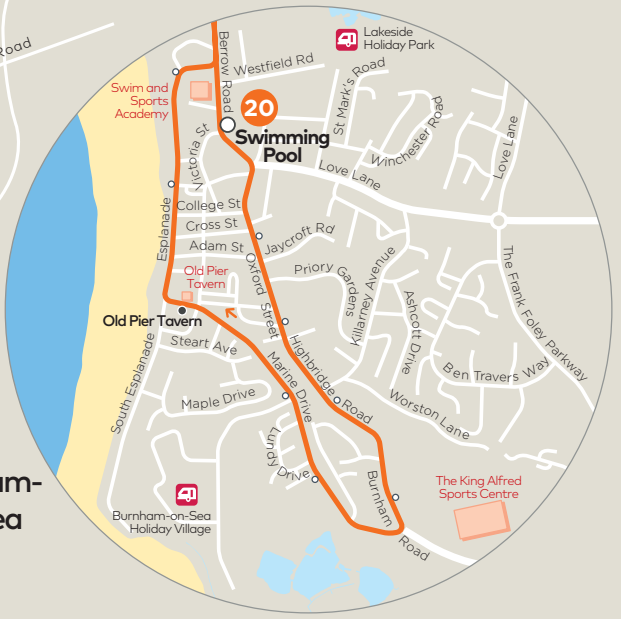 Road
Lakeside
Holiday Park
Berrow Road
Westfield Rd
St Mark's Road
Swim and
Sports
Academy
20
Swimming
Pool
Victoria St
Winchester Road
Love Lane
Love Lane
College St
Esplanade
Cross St
Adam St
Jaycroft Rd
Old Pier
Tavern
Priory Gardens
Oxford Street
Killarney Avenue
The Frank Foley Parkway
Old Pier Tavern
Ashcott Drive
Steart Ave
Highbridge Road
South Esplanade
Marine Drive
Ben Travers Way
Maple Drive
Worston Lane
Lundy Drive
am-
ea
Burnham Road
The King Alfred
Sports Centre
Burnham-on-Sea
Holiday Village